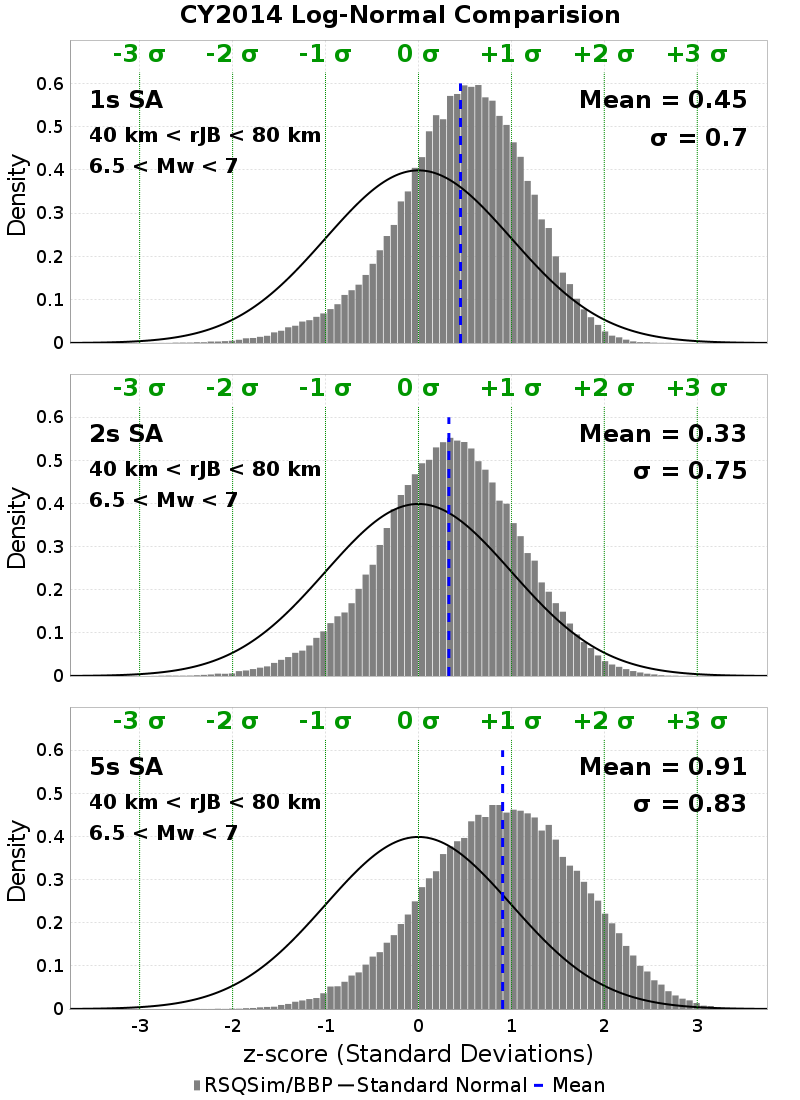 CY2014 Log-Normal Comparision
-3 σ -2 σ -1 σ 0 σ +1 σ +2 σ +3 σ
1s SA
40 km < rJB < 80 km
6.5 < Mw < 7
Mean = 0.45
σ = 0.7
0.6
0.5
0.4
0.3
0.2
0.1
0
Density
-3 σ -2 σ -1 σ 0 σ +1 σ +2 σ +3 σ
2s SA
40 km < rJB < 80 km
6.5 < Mw < 7
Mean = 0.33
σ = 0.75
0.6
0.5
0.4
0.3
0.2
0.1
0
Density
-3 σ -2 σ -1 σ 0 σ +1 σ +2 σ +3 σ
5s SA
40 km < rJB < 80 km
6.5 < Mw < 7
Mean = 0.91
σ = 0.83
0.6
0.5
0.4
0.3
0.2
0.1
0
Density
-3 -2 -1 0 1 2 3
z-score (Standard Deviations)
RSQSim/BBP Standard Normal Mean